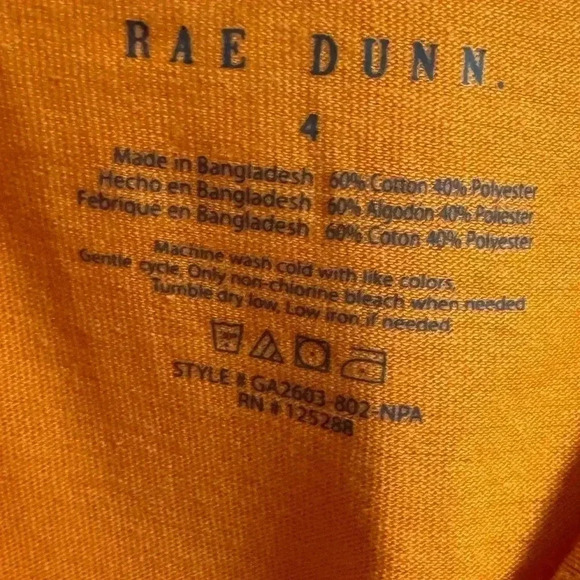 RAE DUNN.
4
Made in Bangladesh 60% Cotton 40% Polyester
Hecho en Bangladesh 60% Algodon 40% Poliester
Fabrique en Bangladesh 60% Coton 40% Polyester
Machine wash cold with like colors.
Gentle cycle. Only non-chlorine bleach when needed
Tumble dry low. Low iron if needed.
STYLE # GA2603-802-NPA
RN # 125288